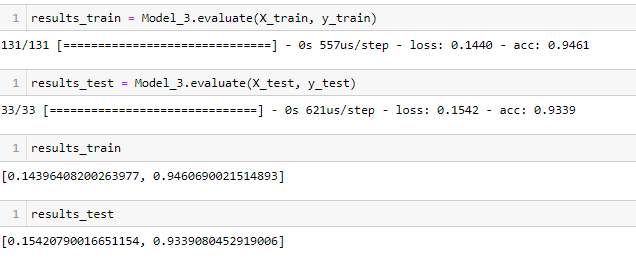 1 results_train = Model_3.evaluate(X_train, y_train)
131/131 [==============================] - 0s 557us/step - loss: 0.1440 - acc: 0.9461
1 results_test = Model_3.evaluate(X_test, y_test)
33/33 [==============================] - 0s 621us/step - loss: 0.1542 - acc: 0.9339
1 results_train
[0.14396408200263977, 0.9460690021514893]
1 results_test
[0.15420790016651154, 0.9339080452919006]